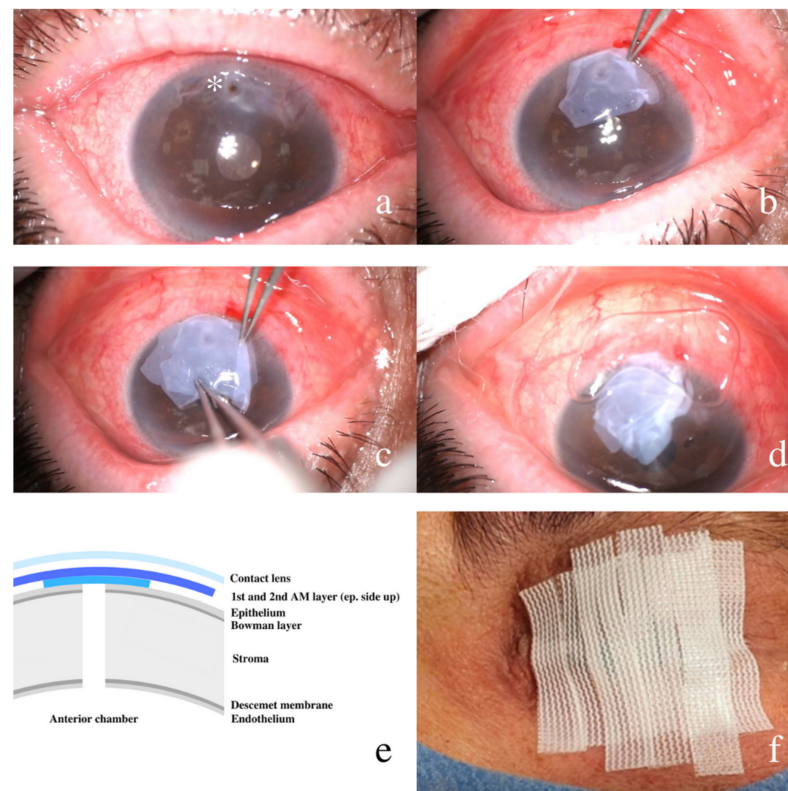 *
a
b
c
d
Contact lens
1st and 2nd AM layer (ep. side up)
Epithelium
Bowman layer
Stroma
Descemet membrane
Endothelium
Anterior chamber
e
f